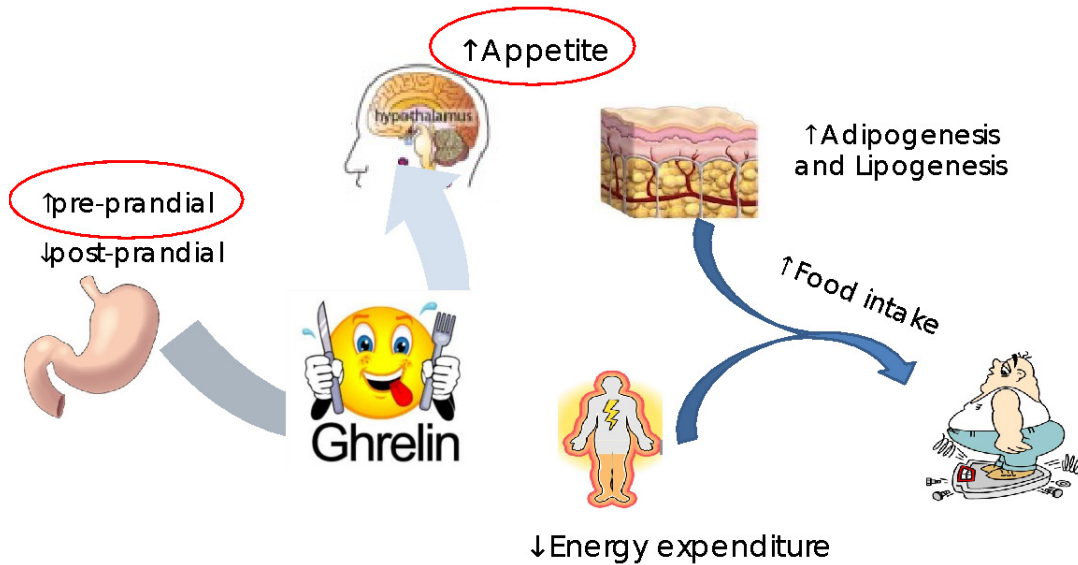 ↑Appetite
hypothalamus
↑Adipogenesis
and Lipogenesis
↑pre-prandial
↓post-prandial
↑Food intake
Ghrelin
↓Energy expenditure